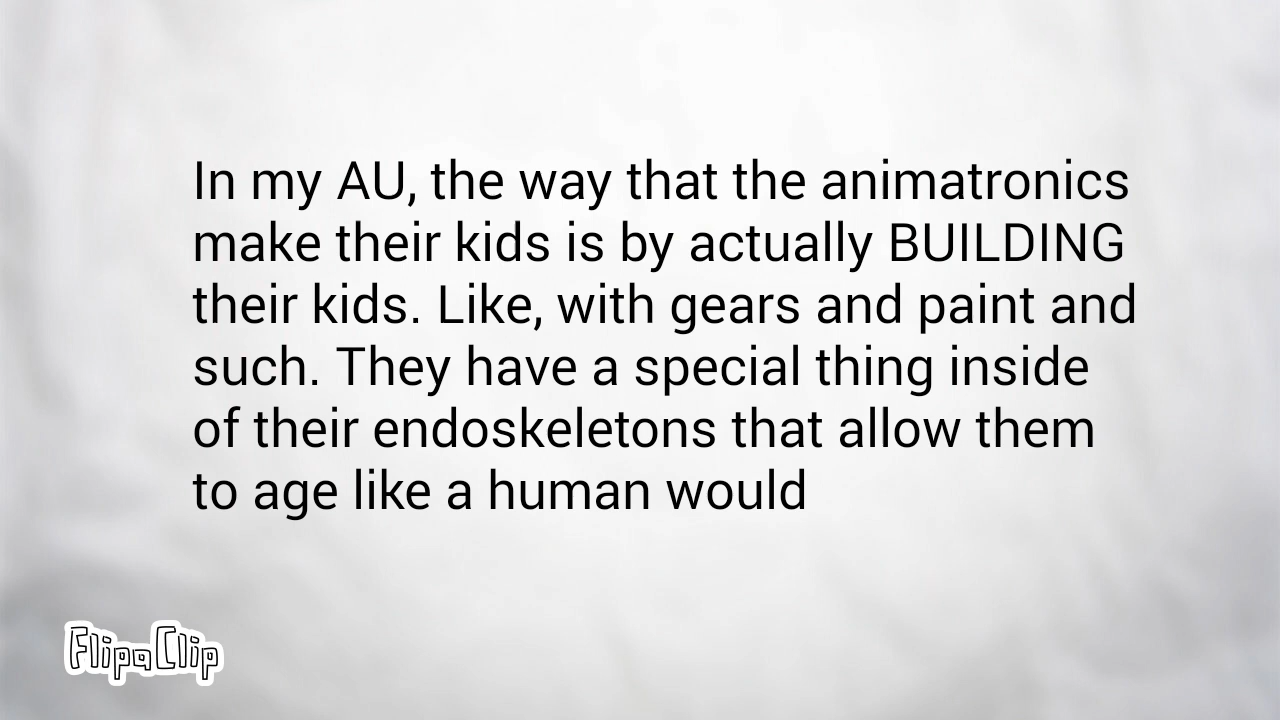 In my AU, the way that the animatronics
make their kids is by actually BUILDING
their kids. Like, with gears and paint and
such. They have a special thing inside
of their endoskeletons that allow them
to age like a human would
FlipaClip